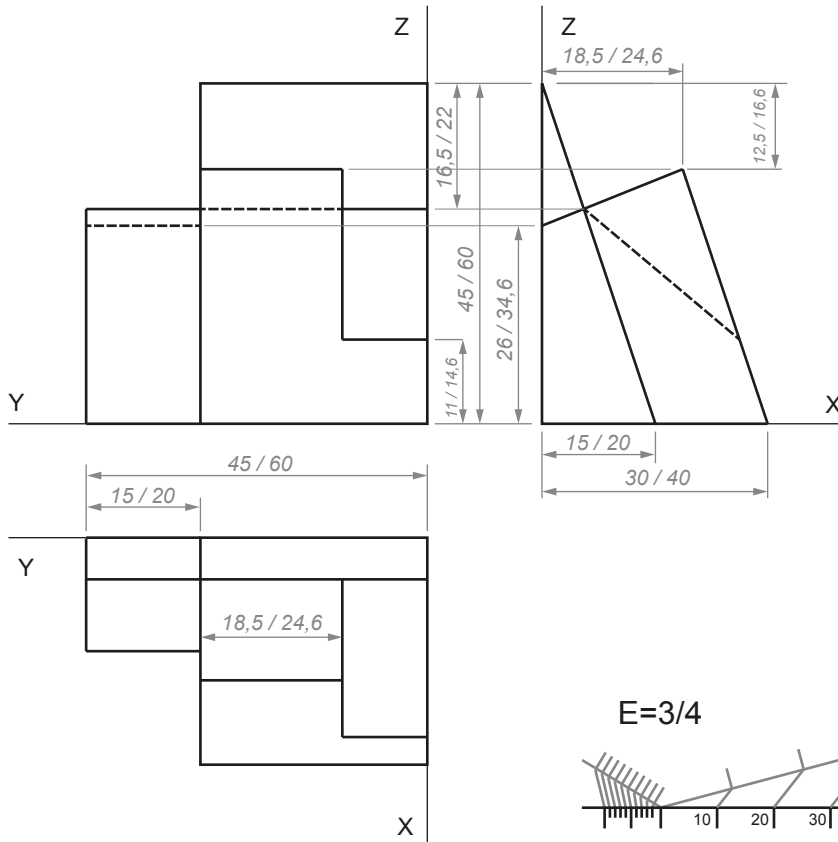 Z
Z
18,5 / 24,6
12,5 / 16,6
16,5 / 22
45 / 60
26 / 34,6
11 / 14,6
Y
X
45 / 60
15 / 20
15 / 20
30 / 40
Y
18,5 / 24,6
E=3/4
10
20
30
X